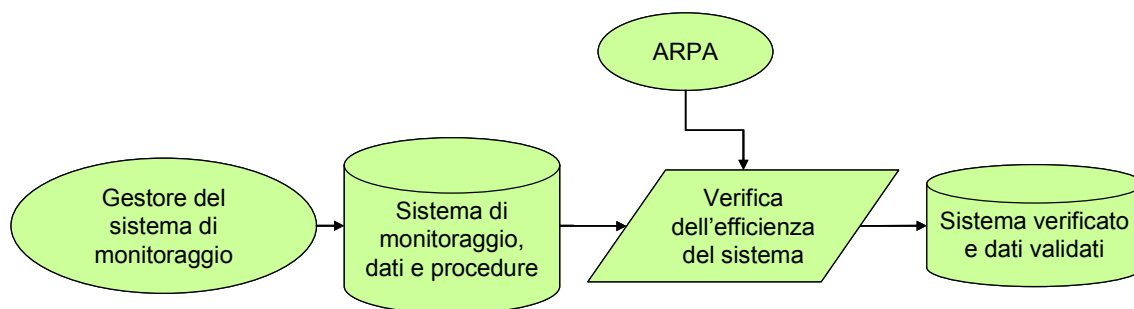 ARPA
Gestore del
sistema di
monitoraggio
Sistema di
monitoraggio,
dati e procedure
Verifica
dell’efficienza
del sistema
Sistema verificato
e dati validati